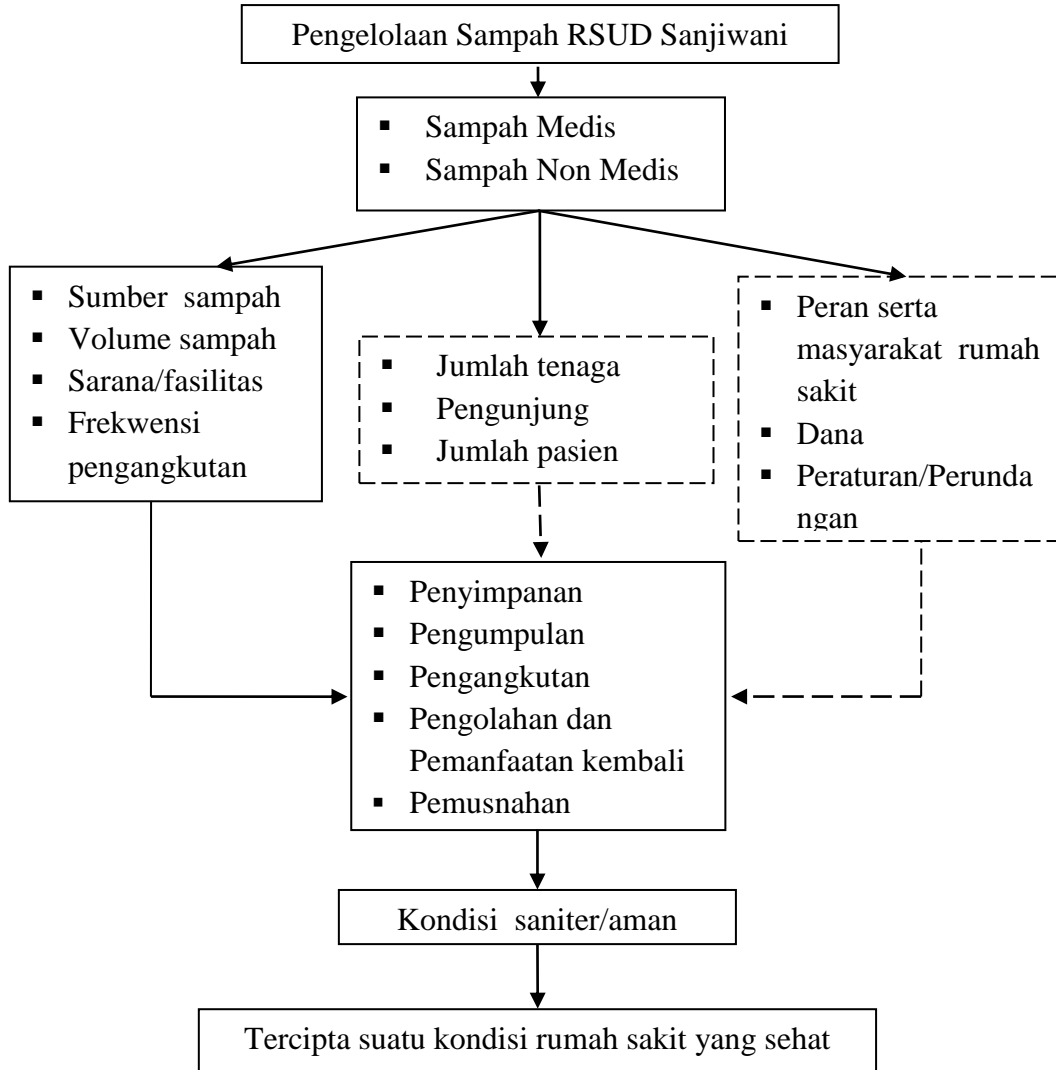 Pengelolaan Sampah RSUD Sanjiwani
▪ Sampah Medis
▪ Sampah Non Medis
▪ Sumber sampah
▪ Volume sampah
▪ Sarana/fasilitas
▪ Frekwensi
pengangkutan
▪ Jumlah tenaga
▪ Pengunjung
▪ Jumlah pasien
▪ Peran serta
masyarakat rumah
sakit
▪ Dana
▪ Peraturan/Perunda
ngan
▪ Penyimpanan
▪ Pengumpulan
▪ Pengangkutan
▪ Pengolahan dan
Pemanfaatan kembali
▪ Pemusnahan
Kondisi saniter/aman
Tercipta suatu kondisi rumah sakit yang sehat